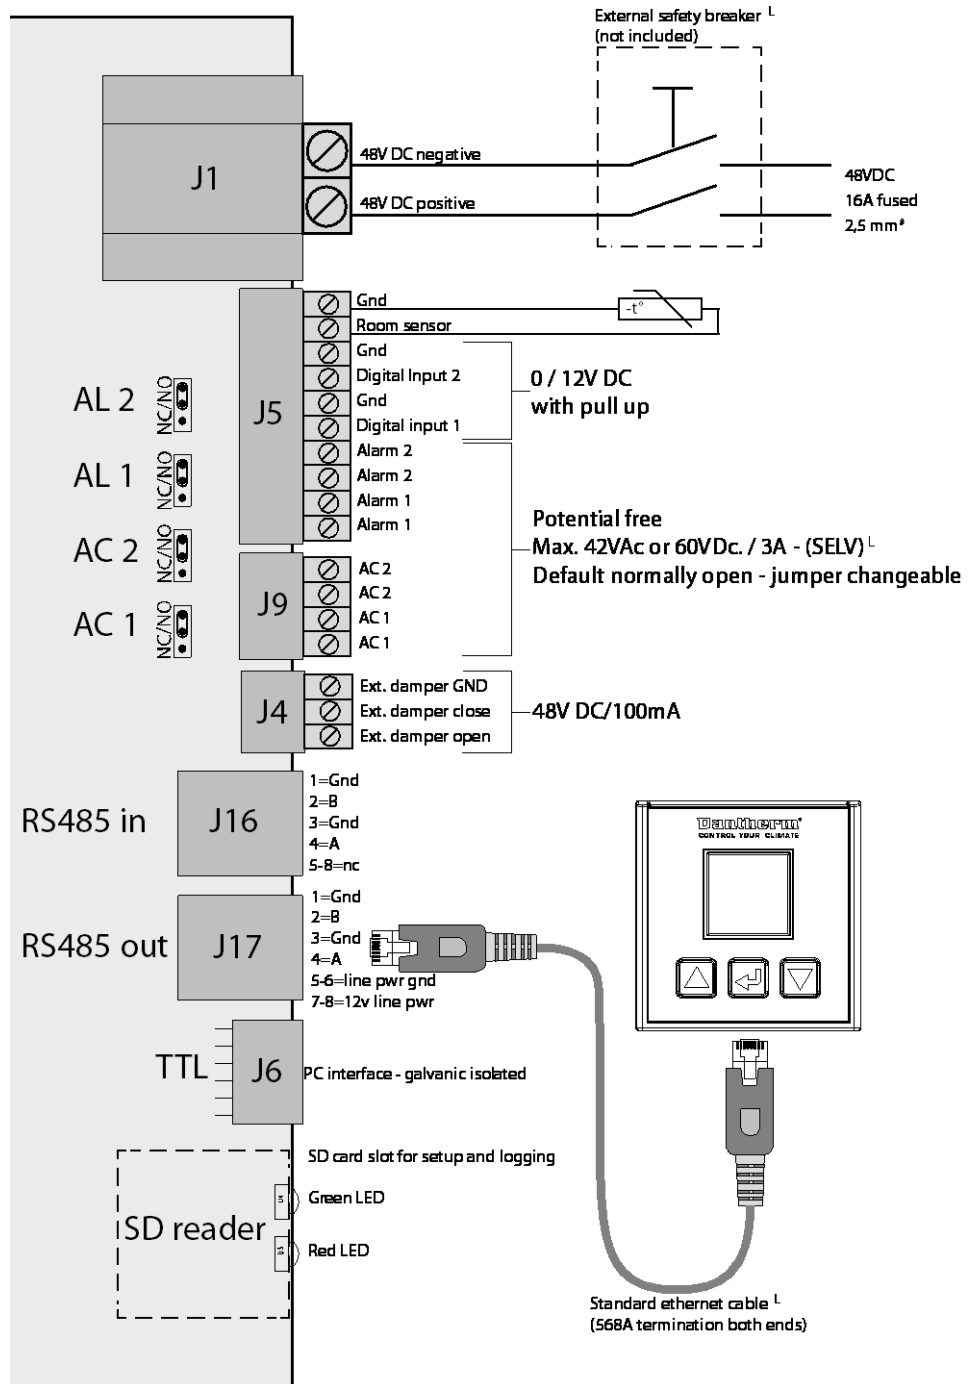 External safety breaker L
(not included)
J1
48V DC negative
48V DC positive
48VDC
16A fused
2,5 mm²
Gnd
Room sensor
-t°
Gnd
Digital Input 2
Gnd
Digital input 1
0 / 12V DC
with pull up
J5
Alarm 2
Alarm 2
Alarm 1
Alarm 1
AL 2
NC/NO
AL 1
NC/NO
AC 2
NC/NO
AC 1
NC/NO
Potential free
Max. 42VAc or 60VDc. / 3A - (SELV) L
Default normally open - jumper changeable
J9
AC 2
AC 2
AC 1
AC 1
J4
Ext. damper GND
Ext. damper close
Ext. damper open
48V DC/100mA
RS485 in
J16
1=Gnd
2=B
3=Gnd
4=A
5-8=nc
Dantherm
CONTROL YOUR CLIMATE
RS485 out
J17
1=Gnd
2=B
3=Gnd
4=A
5-6=line pwr gnd
7-8=12v line pwr
TTL
J6
PC interface - galvanic isolated
SD card slot for setup and logging
SD reader
Green LED
Red LED
Standard ethernet cable L
(568A termination both ends)